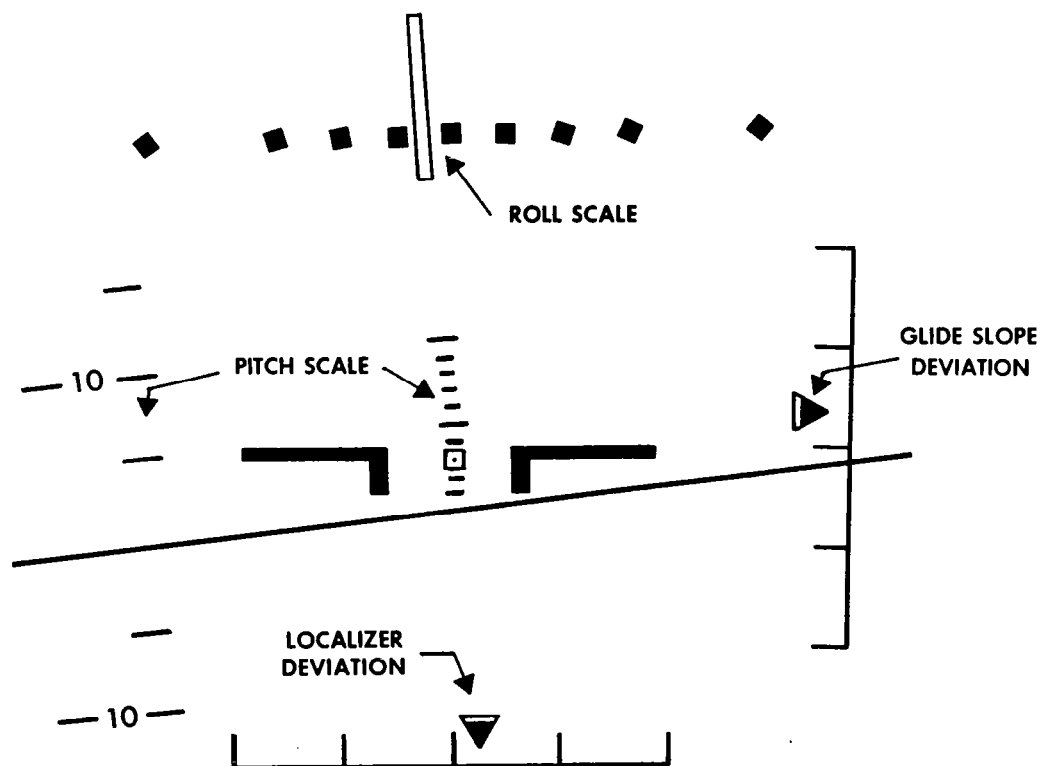 ROLL SCALE
GLIDE SLOPE
DEVIATION
PITCH SCALE
10
LOCALIZER
DEVIATION
10